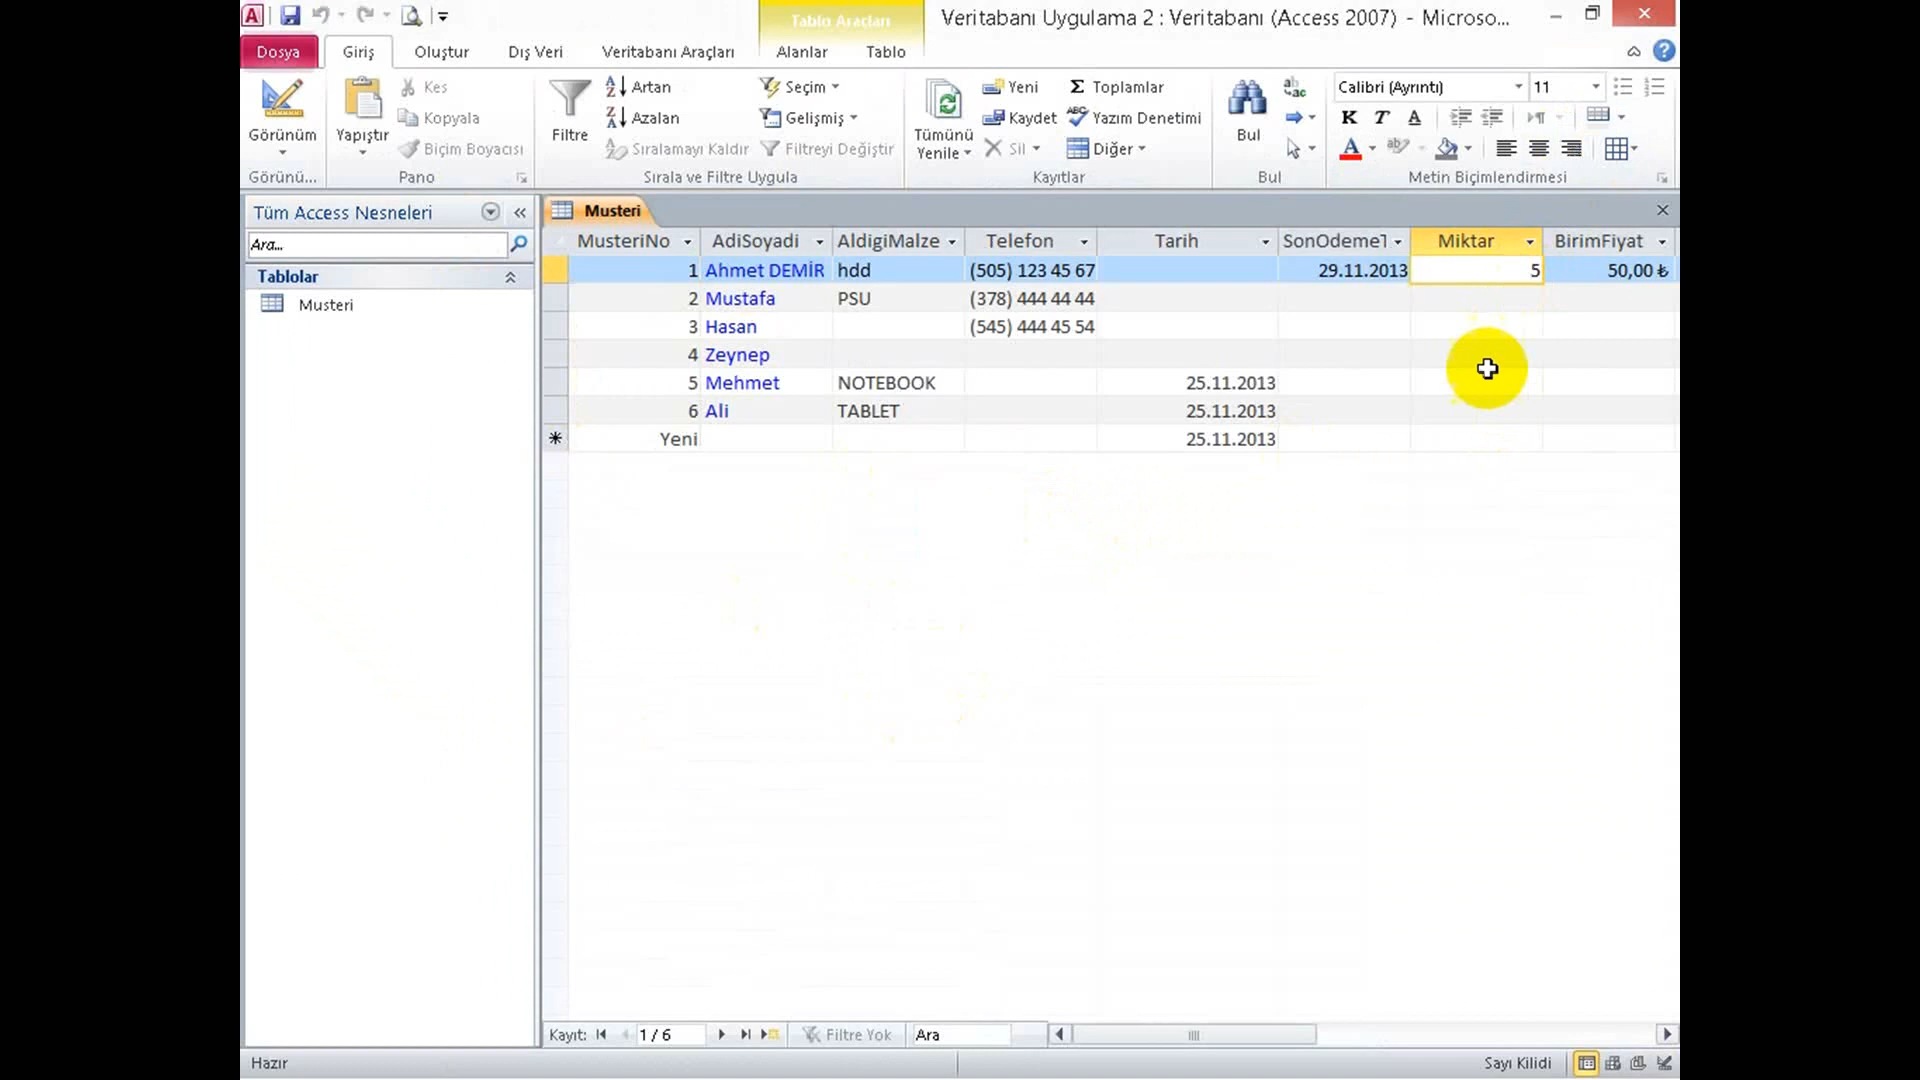 Tablo Araçları
Veritabanı Uygulama 2 : Veritabanı (Access 2007) - Microso...
Dosya Giriş Oluştur Dış Veri Veritabanı Araçları Alanlar Tablo
Görünüm
Görünü...
Yapıştır
Kes
Kopyala
Biçim Boyacısı
Pano
Filtre
Artan
Azalan
Sıralamayı Kaldır
Seçim
Gelişmiş
Filtreyi Değiştir
Sırala ve Filtre Uygula
Tümünü
Yenile
Yeni
Kaydet
Sil
Toplamlar
Yazım Denetimi
Diğer
Kayıtlar
Bul
Bul
Calibri (Ayrıntı) 11
K T A
Metin Biçimlendirmesi
Tüm Access Nesneleri
Ara...
Tablolar
Musteri
Musteri
MusteriNo AdiSoyadi AldigiMalze Telefon Tarih SonOdemeT Miktar BirimFiyat
1 Ahmet DEMİR hdd (505) 123 45 67 29.11.2013 5 50,00 ₺
2 Mustafa PSU (378) 444 44 44
3 Hasan (545) 444 45 54
4 Zeynep
5 Mehmet NOTEBOOK 25.11.2013
6 Ali TABLET 25.11.2013
Yeni 25.11.2013
Kayıt: 1 / 6 Filtre Yok Ara
Hazır Sayı Kilidi